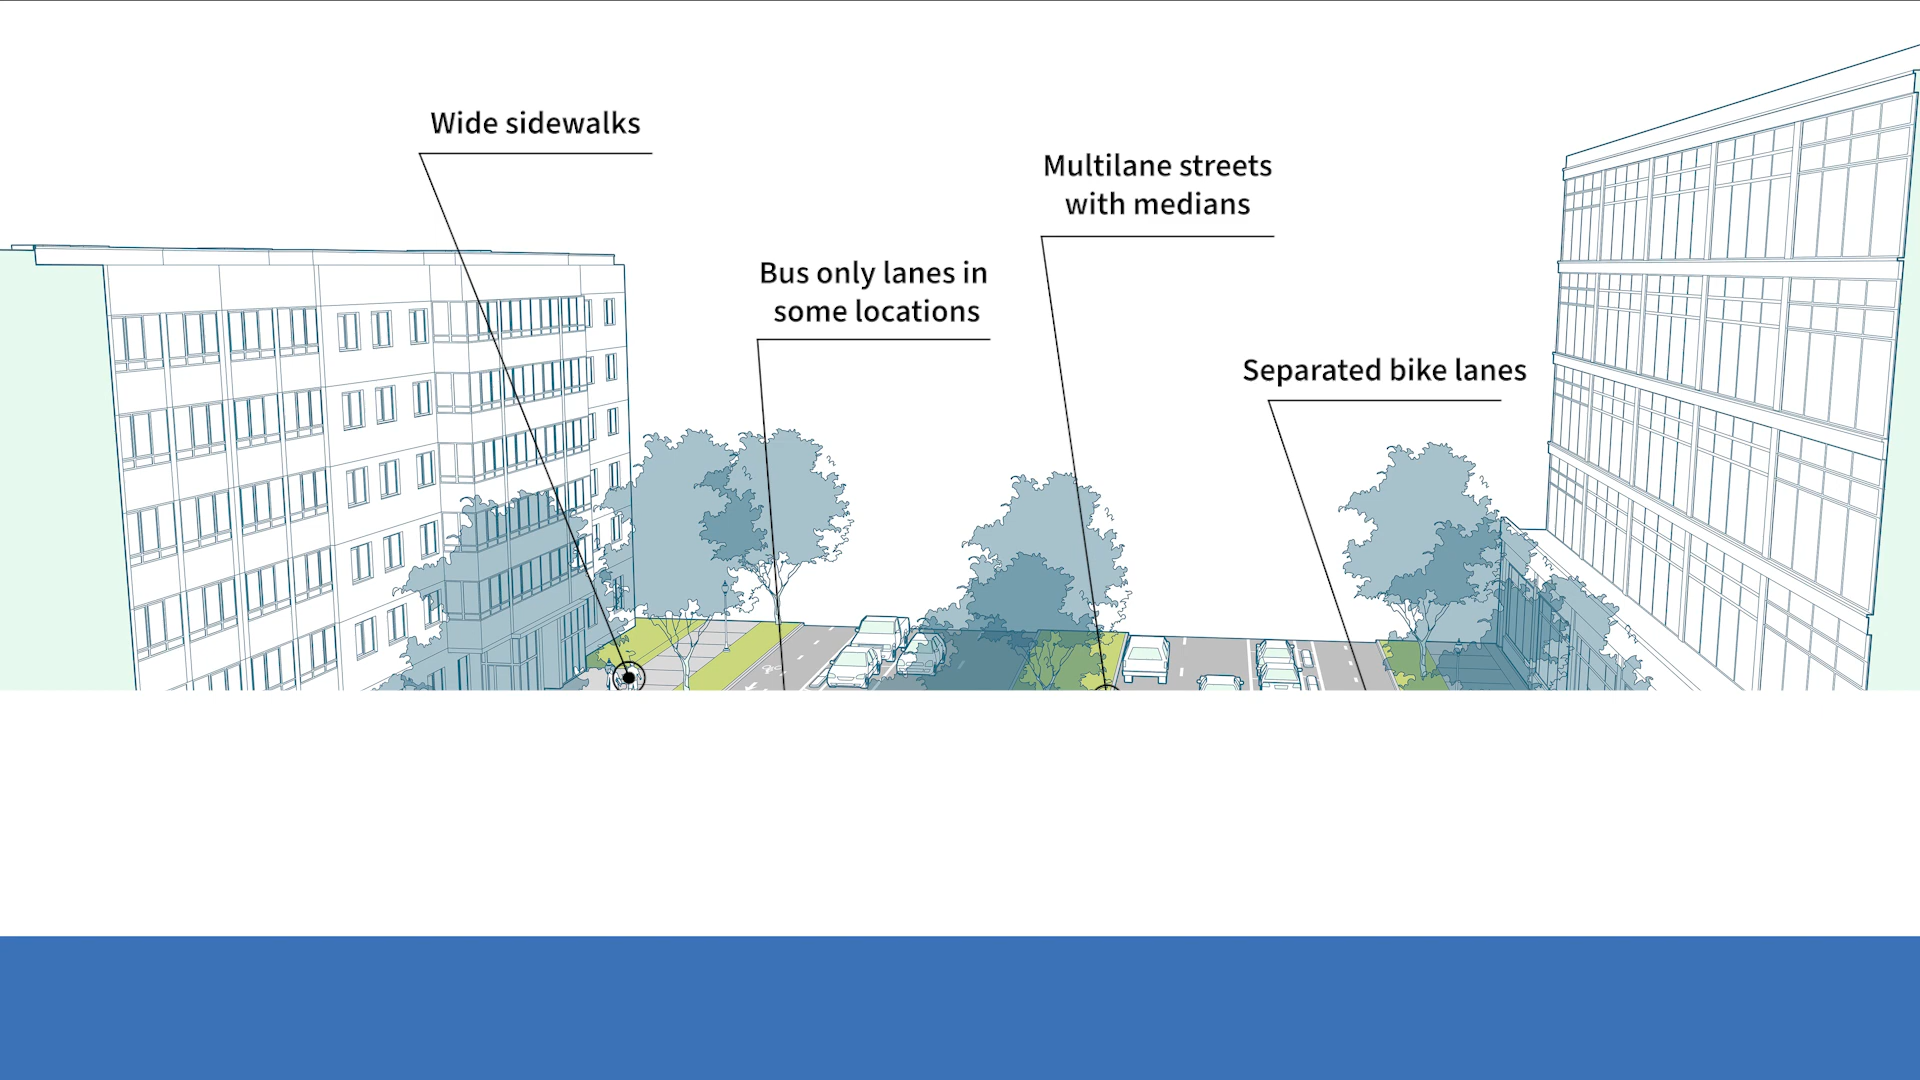 Wide sidewalks
Multilane streets
with medians
Bus only lanes in
some locations
Separated bike lanes